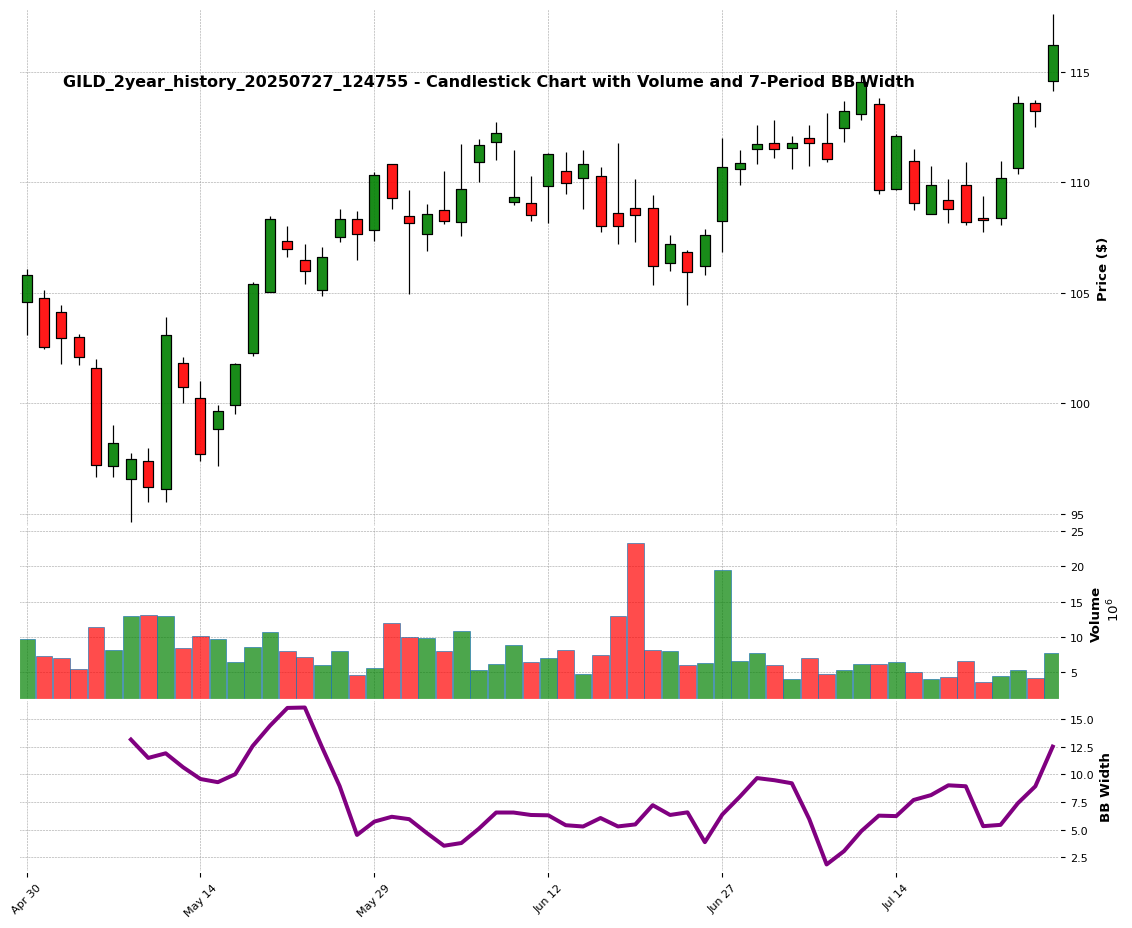 GILD_2year_history_20250727_124755 - Candlestick Chart with Volume and 7-Period BB Width
115
110
105
100
95
Price ($)
25
20
15
10
5
Volume
10^6
15.0
12.5
10.0
7.5
5.0
2.5
BB Width
Apr 30
May 14
May 29
Jun 12
Jun 27
Jul 14